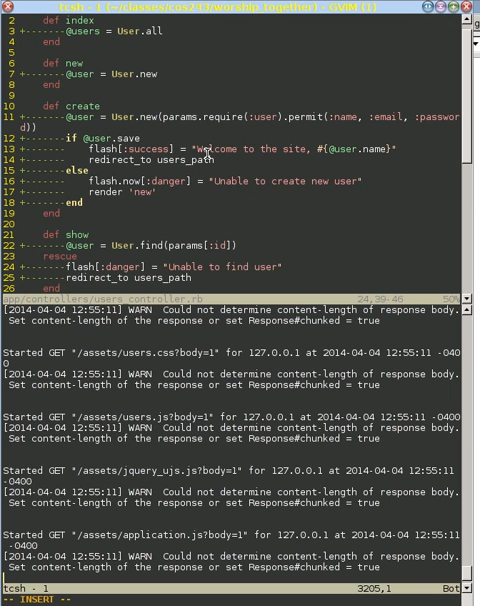 tcsh - 1 (~/classes/cos243/worship_together) - GVIM (1)
2 def index
3 +-------@users = User.all
4 end
5
6 def new
7 +-------@user = User.new
8 end
9
10 def create
11 +-------@user = User.new(params.require(:user).permit(:name, :email, :passwor
d))
12 +-------if @user.save
13 +-------    flash[:success] = "Welcome to the site, #{@user.name}"
14 +-------    redirect_to users_path
15 +-------else
16 +-------    flash.now[:danger] = "Unable to create new user"
17 +-------    render 'new'
18 +-------end
19 end
20
21 def show
22 +-------@user = User.find(params[:id])
23 rescue
24 +-------flash[:danger] = "Unable to find user"
25 +-------redirect_to users_path
26 end
app/controllers/users_controller.rb 24,39-46 50%
[2014-04-04 12:55:11] WARN  Could not determine content-length of response body.
Set content-length of the response or set Response#chunked = true
Started GET "/assets/users.css?body=1" for 127.0.0.1 at 2014-04-04 12:55:11 -040
0
[2014-04-04 12:55:11] WARN  Could not determine content-length of response body.
Set content-length of the response or set Response#chunked = true
Started GET "/assets/users.js?body=1" for 127.0.0.1 at 2014-04-04 12:55:11 -0400
[2014-04-04 12:55:11] WARN  Could not determine content-length of response body.
Set content-length of the response or set Response#chunked = true
Started GET "/assets/jquery_ujs.js?body=1" for 127.0.0.1 at 2014-04-04 12:55:11
-0400
[2014-04-04 12:55:11] WARN  Could not determine content-length of response body.
Set content-length of the response or set Response#chunked = true
Started GET "/assets/application.js?body=1" for 127.0.0.1 at 2014-04-04 12:55:11
-0400
[2014-04-04 12:55:11] WARN  Could not determine content-length of response body.
Set content-length of the response or set Response#chunked = true
tcsh - 1 3205,1 Bot
-- INSERT --